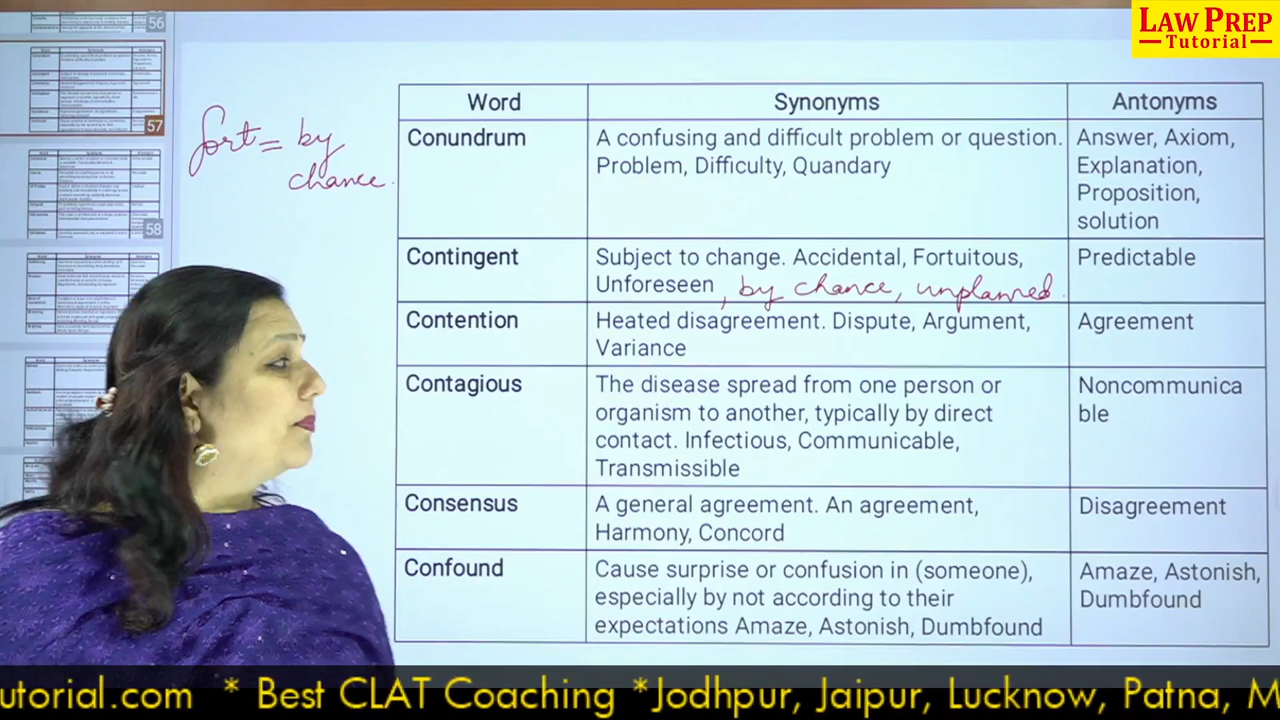 LAW PREP
Tutorial
56
57
58
fort = by
chance.
Word Synonyms Antonyms
Conundrum A confusing and difficult problem or question. Answer, Axiom,
Problem, Difficulty, Quandary Explanation,
Proposition,
solution
Contingent Subject to change. Accidental, Fortuitous, Predictable
Unforeseen , by chance, unplanned.
Contention Heated disagreement. Dispute, Argument, Agreement
Variance
Contagious The disease spread from one person or Noncommunica
organism to another, typically by direct ble
contact. Infectious, Communicable,
Transmissible
Consensus A general agreement. An agreement, Disagreement
Harmony, Concord
Confound Cause surprise or confusion in (someone), Amaze, Astonish,
especially by not according to their Dumbfound
expectations Amaze, Astonish, Dumbfound
utorial.com * Best CLAT Coaching *Jodhpur, Jaipur, Lucknow, Patna, M